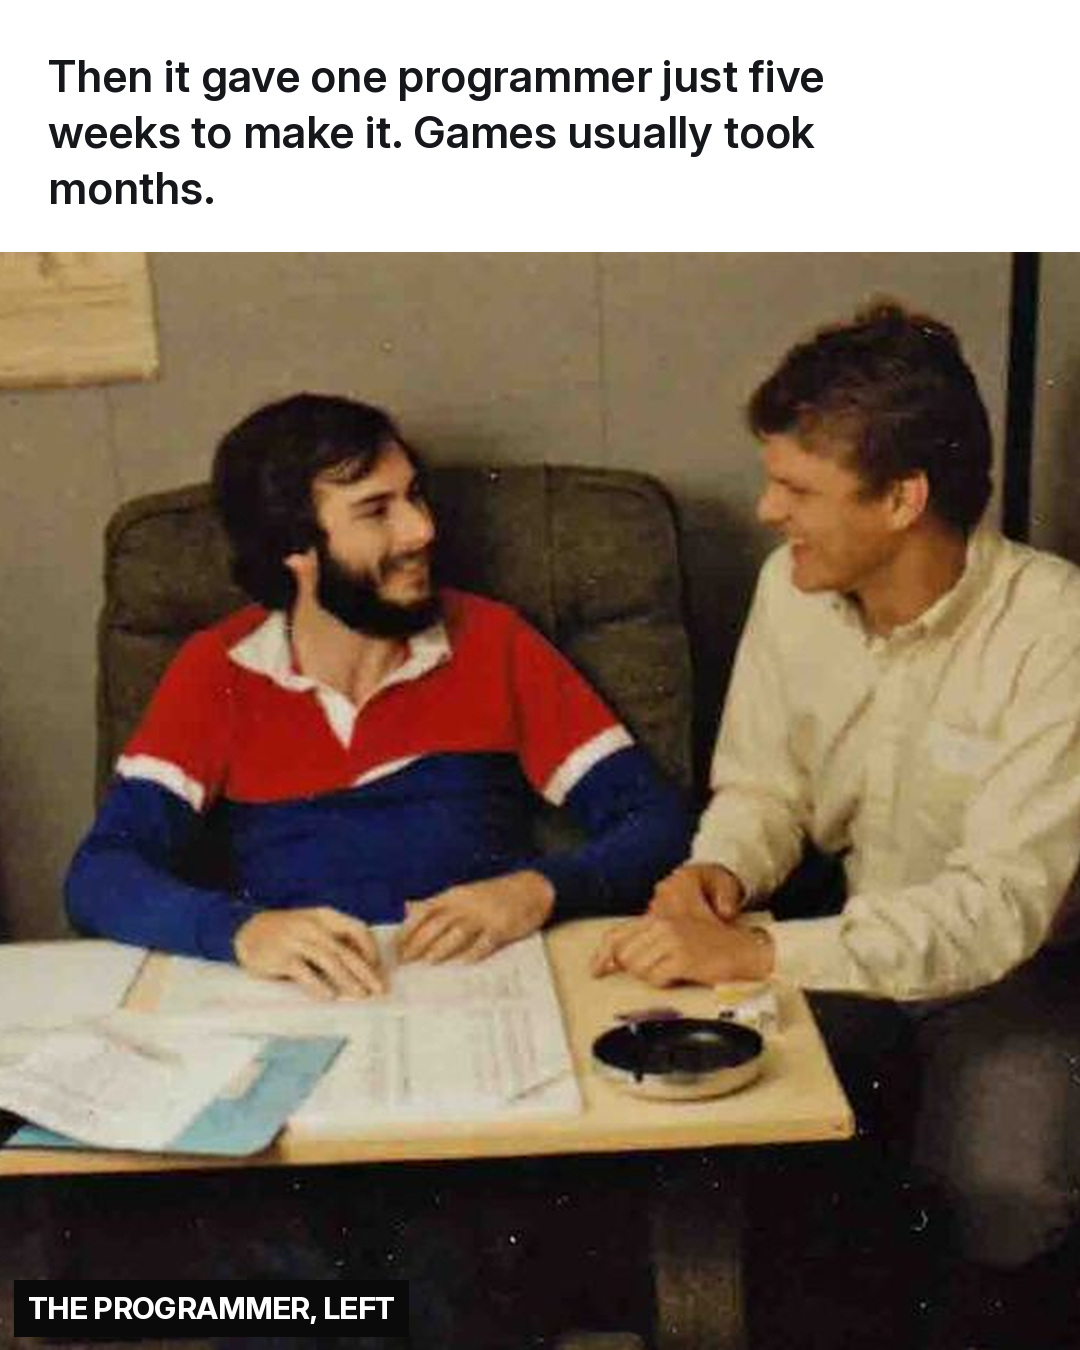 Then it gave one programmer just five
weeks to make it. Games usually took
months.
THE PROGRAMMER, LEFT